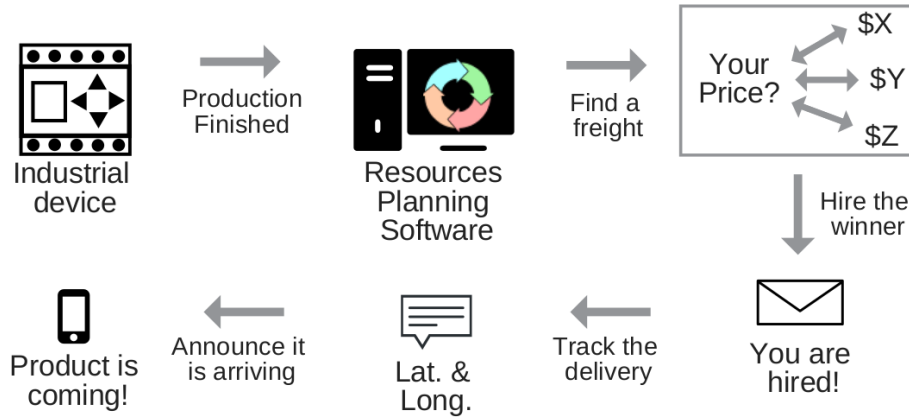 Industrial
device
Production
Finished
Resources
Planning
Software
Find a
freight
Your
Price?
$X
$Y
$Z
Hire the
winner
You are
hired!
Track the
delivery
Lat. &
Long.
Announce it
is arriving
Product is
coming!